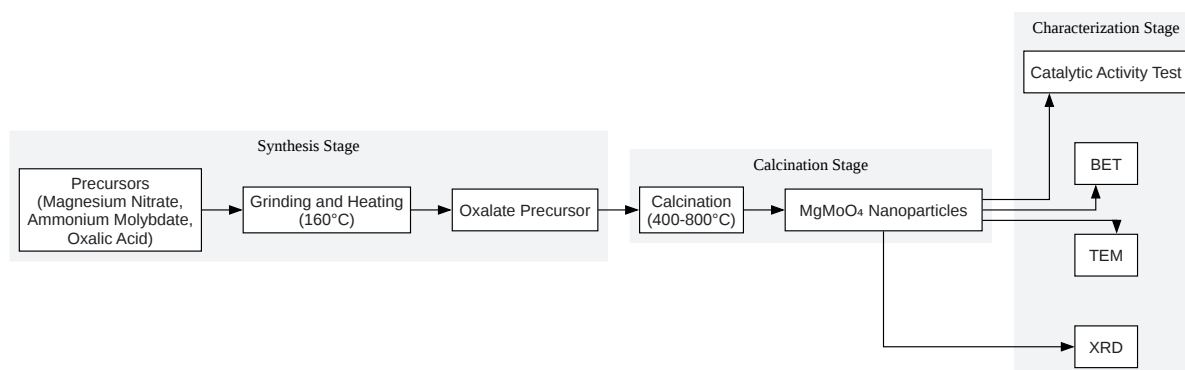 Characterization Stage
Catalytic Activity Test
Synthesis Stage
Calcination Stage
Precursors
(Magnesium Nitrate,
Ammonium Molybdate,
Oxalic Acid)
Grinding and Heating
(160°C)
Oxalate Precursor
Calcination
(400-800°C)
MgMoO₄ Nanoparticles
BET
TEM
XRD